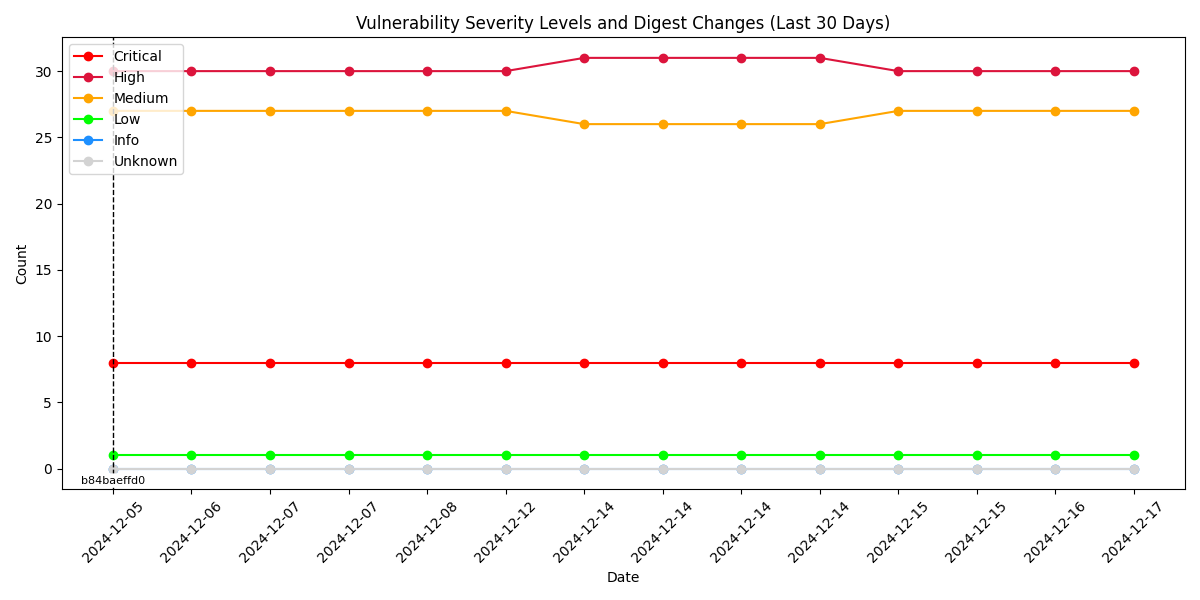 Vulnerability Severity Levels and Digest Changes (Last 30 Days)
Critical
High
Medium
Low
Info
Unknown
Count
30
25
20
15
10
5
0
b84baeffd0
2024-12-05
2024-12-06
2024-12-07
2024-12-07
2024-12-08
2024-12-12
2024-12-14
2024-12-14
2024-12-14
2024-12-14
2024-12-15
2024-12-15
2024-12-16
2024-12-17
Date